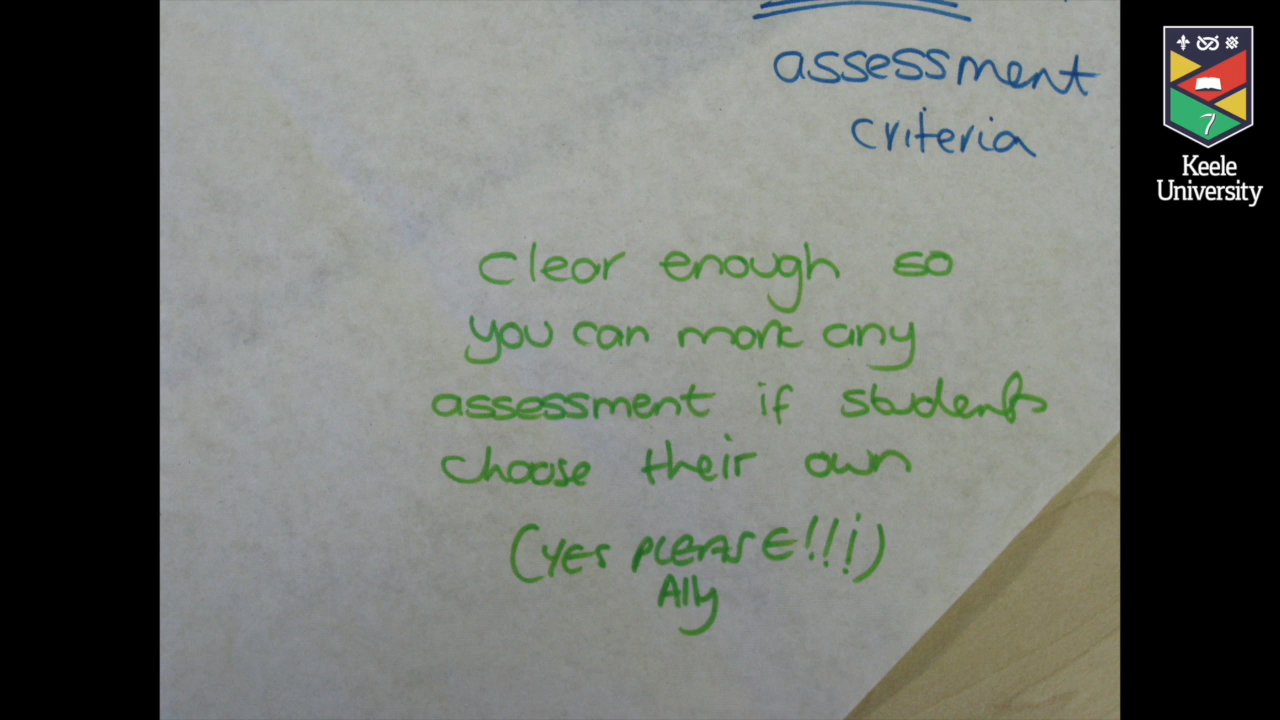 assessment
criteria
clear enough so
you can mark any
assessment if students
choose their own
(YES PLEASE!!!)
Ally
Keele
University